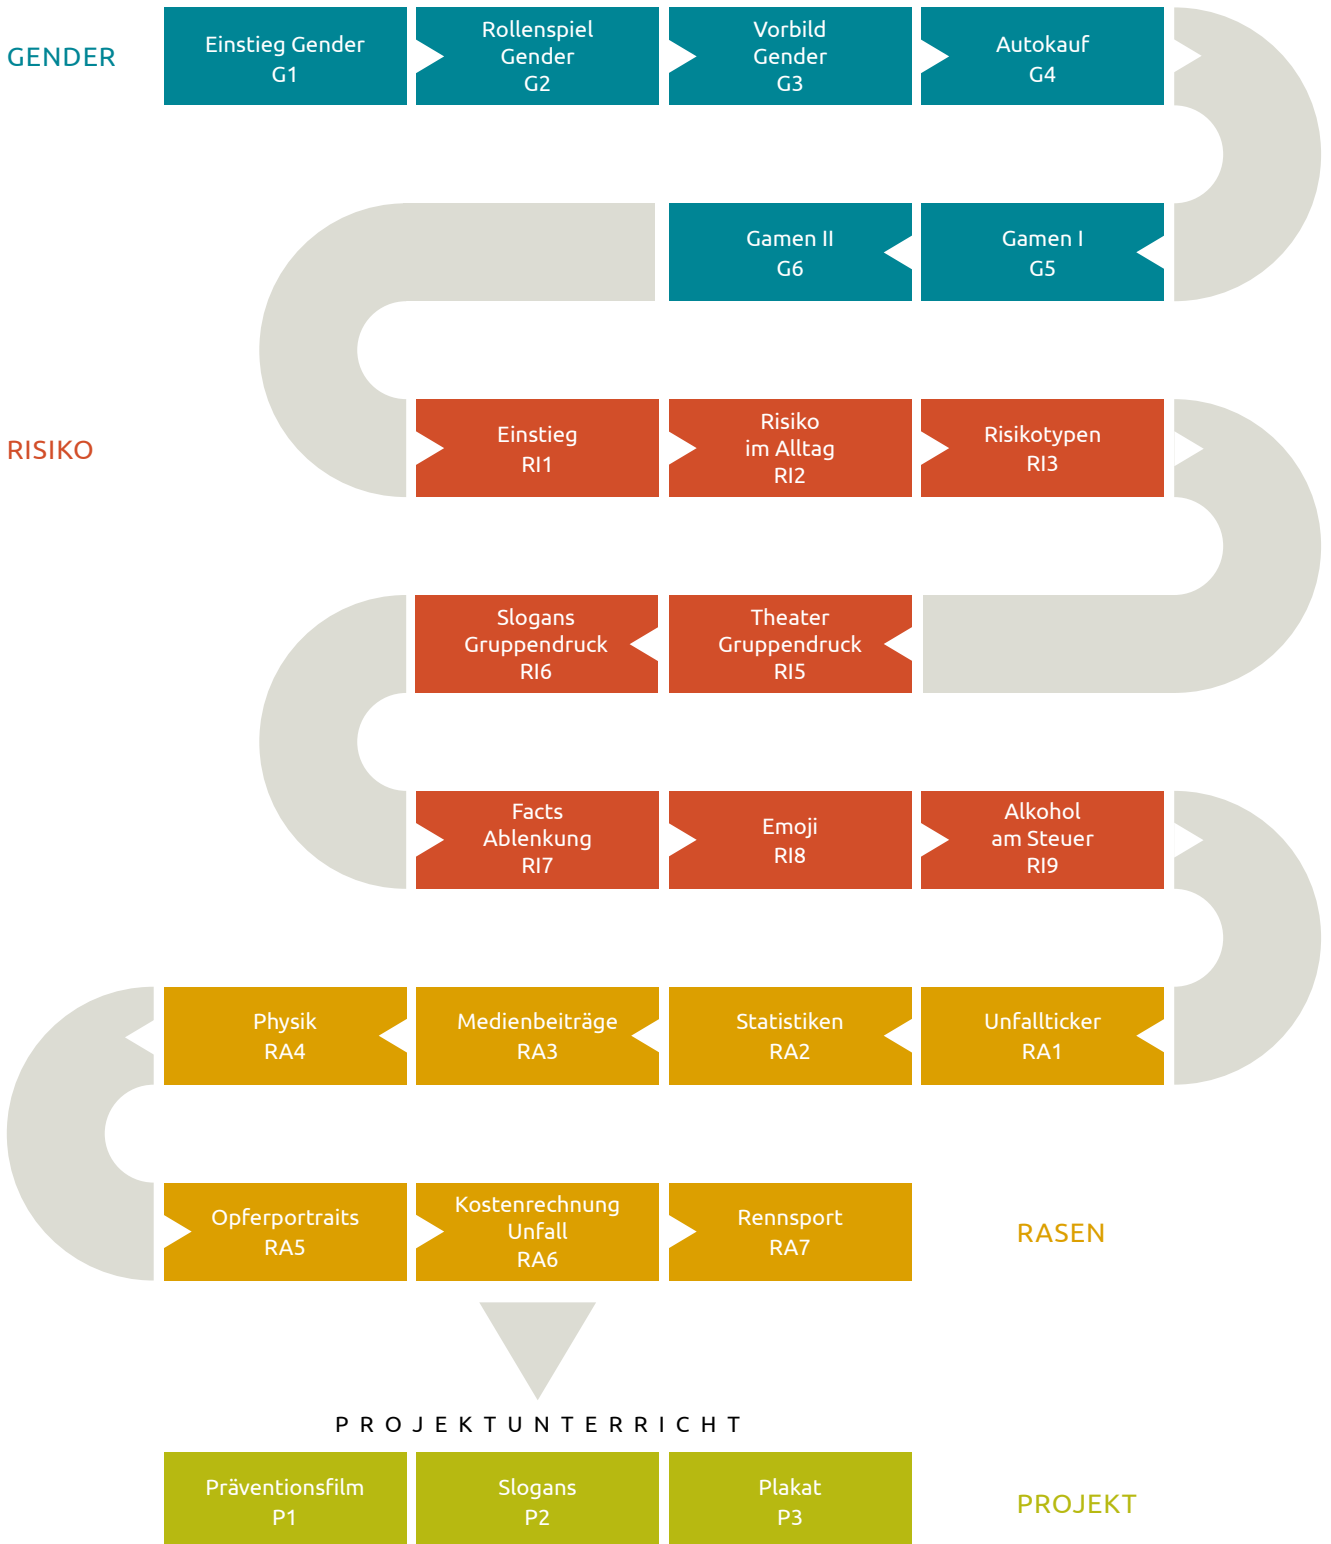 GENDER
Einstieg Gender
G1
Rollenspiel
Gender
G2
Vorbild
Gender
G3
Autokauf
G4
Gamen II
G6
Gamen I
G5
RISIKO
Einstieg
RI1
Risiko
im Alltag
RI2
Risikotypen
RI3
Slogans
Gruppendruck
RI6
Theater
Gruppendruck
RI5
Facts
Ablenkung
RI7
Emoji
RI8
Alkohol
am Steuer
RI9
Physik
RA4
Medienbeiträge
RA3
Statistiken
RA2
Unfallticker
RA1
Opferportraits
RA5
Kostenrechnung
Unfall
RA6
Rennsport
RA7
RASEN
PROJEKTUNTERRICHT
Präventionsfilm
P1
Slogans
P2
Plakat
P3
PROJEKT